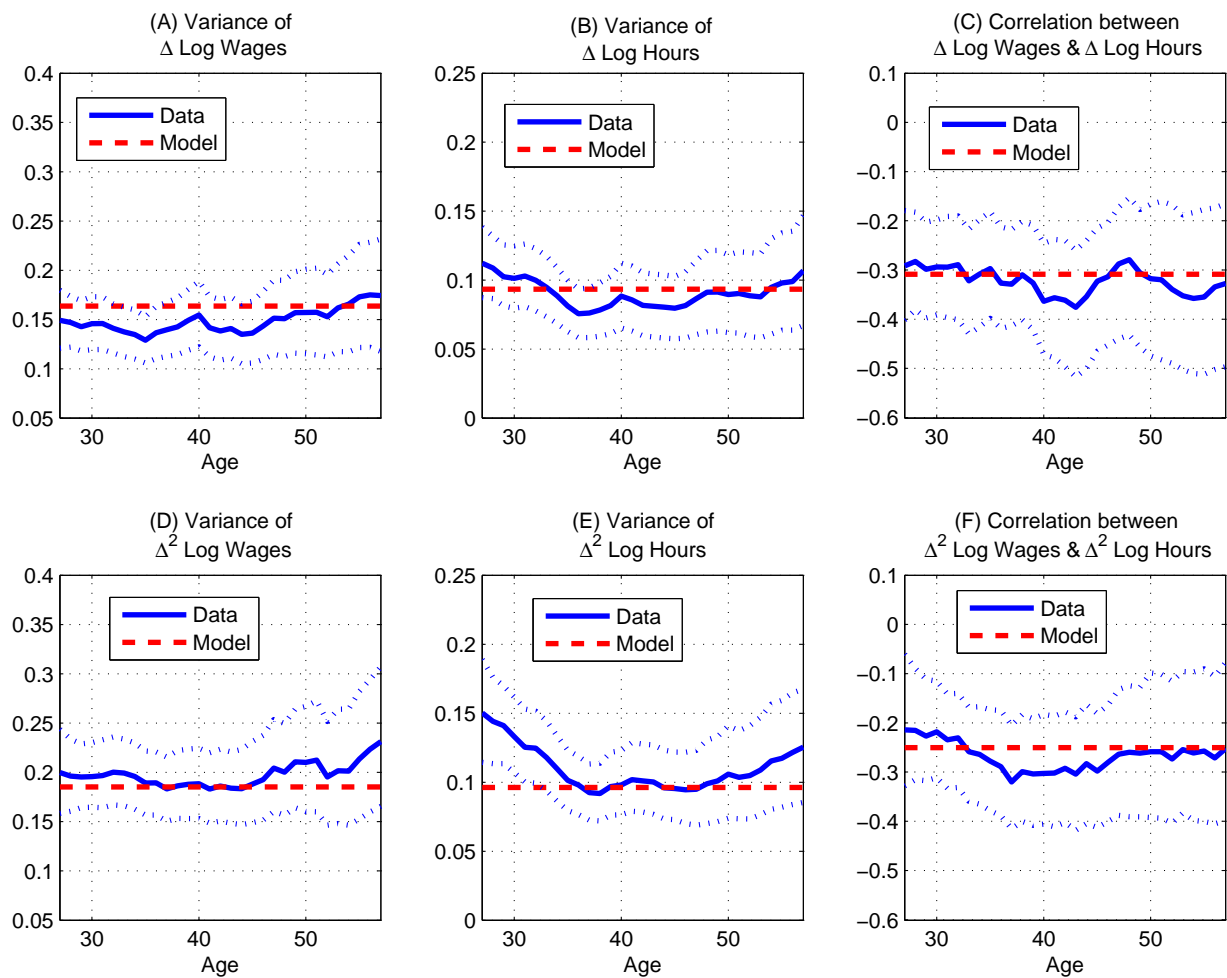 (A) Variance of
Δ Log Wages
0.4
0.35
0.3
0.25
0.2
0.15
0.1
0.05
30
40
50
Age
Data
Model
(B) Variance of
Δ Log Hours
0.25
0.2
0.15
0.1
0.05
0
30
40
50
Age
Data
Model
(C) Correlation between
Δ Log Wages & Δ Log Hours
0.1
0
−0.1
−0.2
−0.3
−0.4
−0.5
−0.6
30
40
50
Age
Data
Model
(D) Variance of
Δ² Log Wages
0.4
0.35
0.3
0.25
0.2
0.15
0.1
0.05
30
40
50
Age
Data
Model
(E) Variance of
Δ² Log Hours
0.25
0.2
0.15
0.1
0.05
0
30
40
50
Age
Data
Model
(F) Correlation between
Δ² Log Wages & Δ² Log Hours
0.1
0
−0.1
−0.2
−0.3
−0.4
−0.5
−0.6
30
40
50
Age
Data
Model